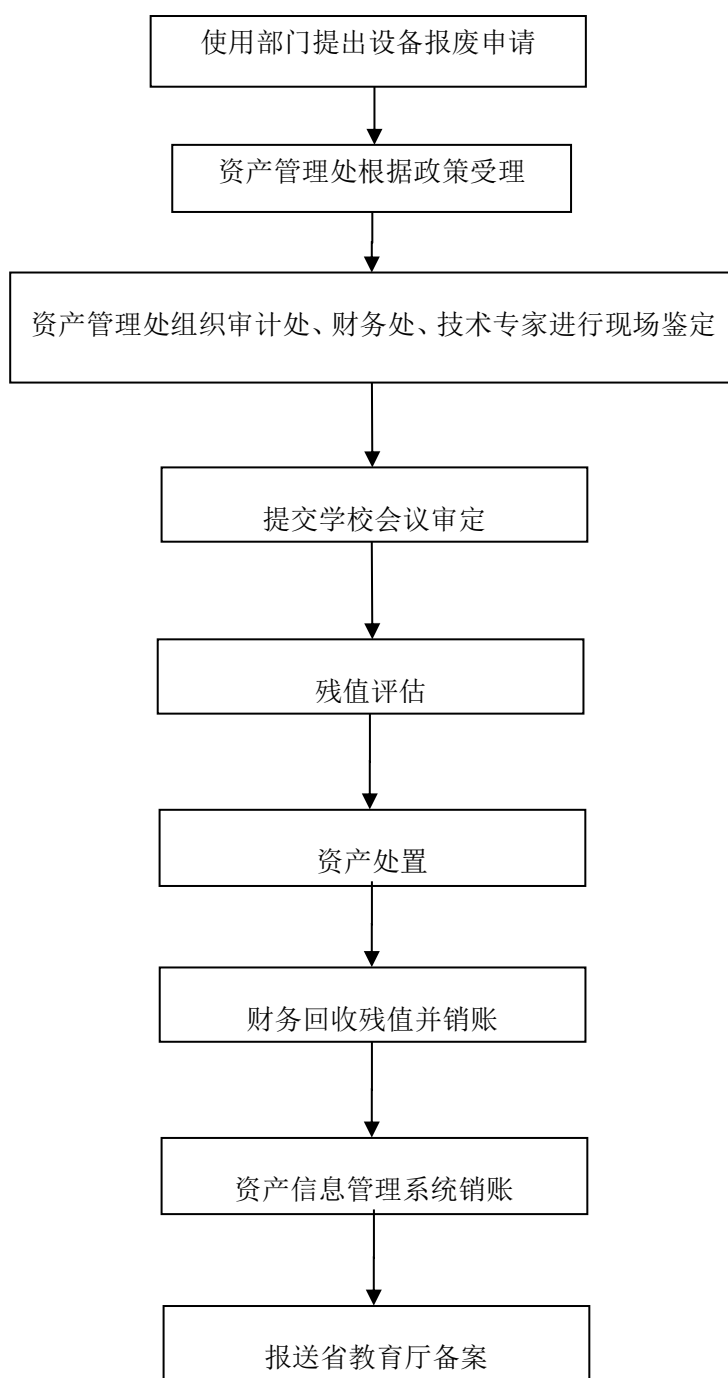 使用部门提出设备报废申请
资产管理处根据政策受理
资产管理处组织审计处、财务处、技术专家进行现场鉴定
提交学校会议审定
残值评估
资产处置
财务回收残值并销账
资产信息管理系统销账
报送省教育厅备案